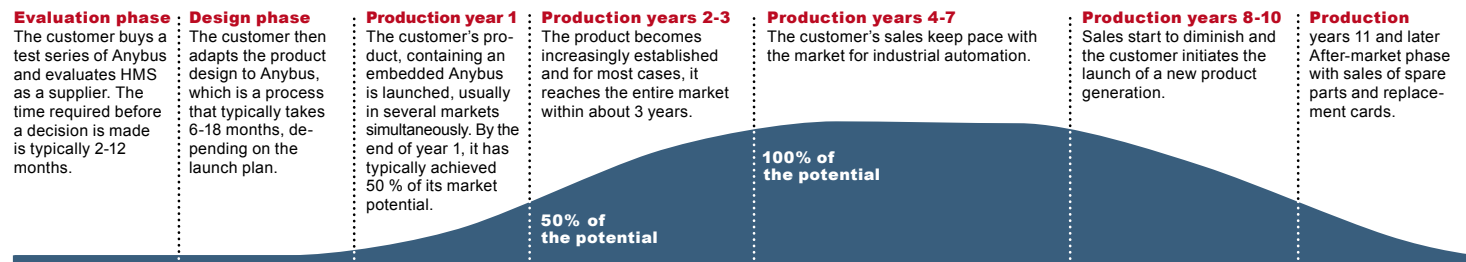 Evaluation phase
The customer buys a
test series of Anybus
and evaluates HMS
as a supplier. The
time required before
a decision is made
is typically 2-12
months.
Design phase
The customer then
adapts the product
design to Anybus,
which is a process
that typically takes
6-18 months, de-
pending on the
launch plan.
Production year 1
The customer's pro-
duct, containing an
embedded Anybus
is launched, usually
in several markets
simultaneously. By the
end of year 1, it has
typically achieved
50 % of its market
potential.
Production years 2-3
The product becomes
increasingly established
and for most cases, it
reaches the entire market
within about 3 years.
50% of
the potential
Production years 4-7
The customer's sales keep pace with
the market for industrial automation.
100% of
the potential
Production years 8-10
Sales start to diminish and
the customer initiates the
launch of a new product
generation.
Production
years 11 and later
After-market phase
with sales of spare
parts and replace-
ment cards.